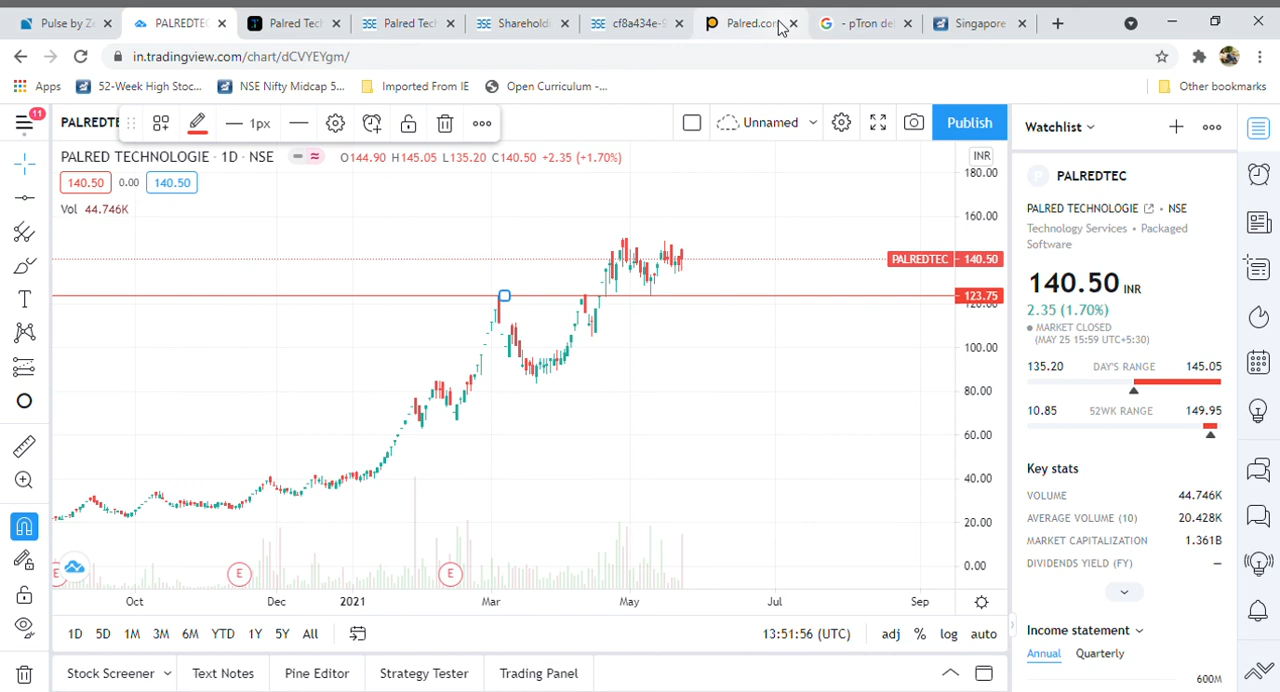 Pulse by Ze
PALREDTE
Palred Tech
Palred Tech
Sharehold
cf8a434e-9
Palred.com
- pTron de
Singapore
in.tradingview.com/chart/dCVYEYgm/
Apps
52-Week High Stoc...
NSE Nifty Midcap 5...
Imported From IE
Open Curriculum -...
Other bookmarks
11
PALREDTE
1px
Unnamed
Publish
Watchlist
PALRED TECHNOLOGIE · 1D · NSE
O144.90 H145.05 L135.20 C140.50 +2.35 (+1.70%)
INR
140.50
0.00
140.50
Vol 44.746K
180.00
160.00
PALREDTEC 140.50
123.75
120.00
100.00
80.00
60.00
40.00
20.00
0.00
E
E
E
Oct
Dec
2021
Mar
May
Jul
Sep
1D
5D
1M
3M
6M
YTD
1Y
5Y
All
13:51:56 (UTC)
adj
%
log
auto
Stock Screener
Text Notes
Pine Editor
Strategy Tester
Trading Panel
P
PALREDTEC
PALRED TECHNOLOGIE • NSE
Technology Services • Packaged
Software
140.50 INR
2.35 (1.70%)
MARKET CLOSED
(MAY 25 15:59 UTC+5:30)
135.20 DAY'S RANGE 145.05
10.85 52WK RANGE 149.95
Key stats
VOLUME 44.746K
AVERAGE VOLUME (10) 20.428K
MARKET CAPITALIZATION 1.361B
DIVIDENDS YIELD (FY) –
Income statement
Annual Quarterly
600M